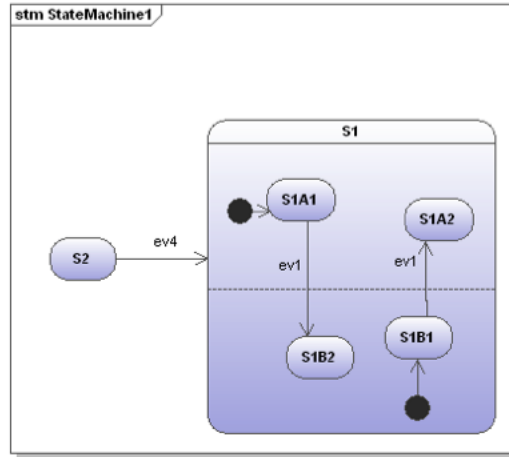 stm StateMachine1
S1
S1A1
S1A2
ev4
S2
ev1
ev1
S1B1
S1B2